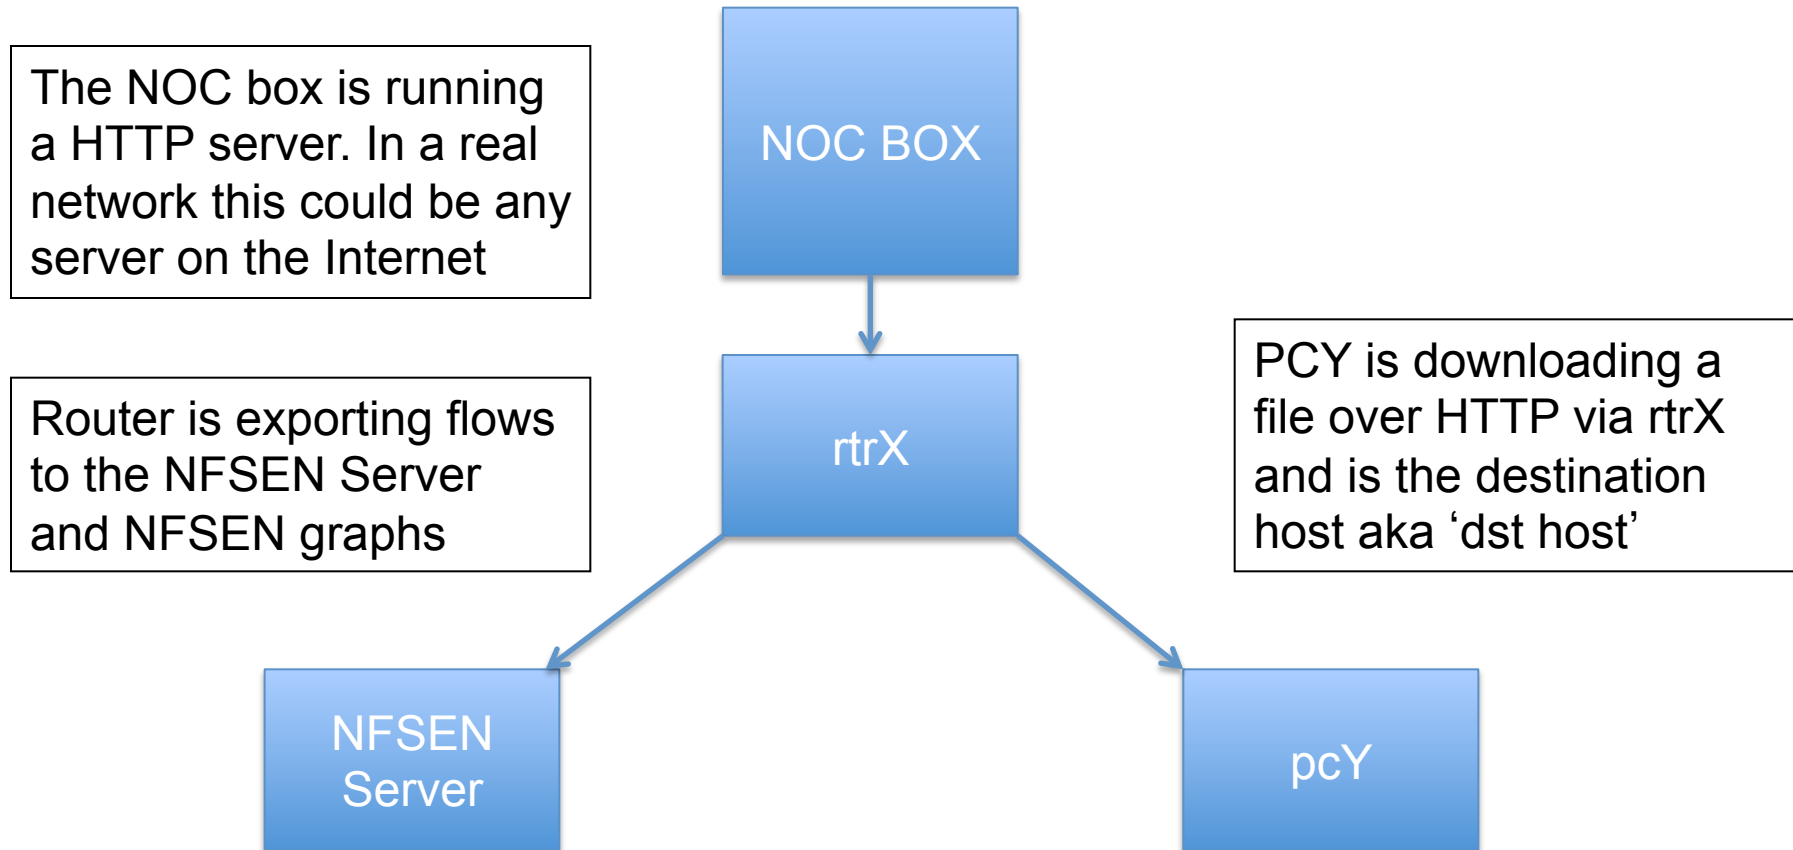 The NOC box is running
a HTTP server. In a real
network this could be any
server on the Internet
NOC BOX
Router is exporting flows
to the NFSEN Server
and NFSEN graphs
rtrX
PCY is downloading a
file over HTTP via rtrX
and is the destination
host aka ‘dst host’
NFSEN
Server
pcY